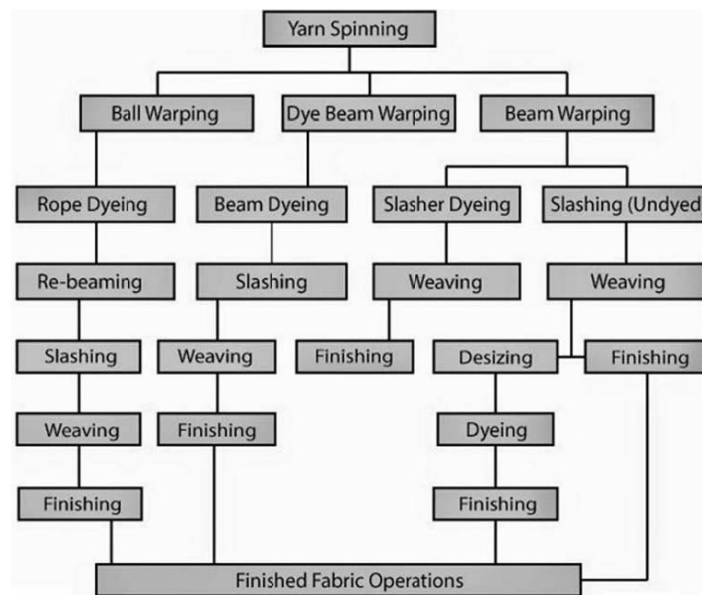 Yarn Spinning
Ball Warping
Dye Beam Warping
Beam Warping
Rope Dyeing
Beam Dyeing
Slasher Dyeing
Slashing (Undyed
Re-beaming
Slashing
Weaving
Weaving
Slashing
Weaving
Finishing
Desizing
Finishing
Weaving
Finishing
Dyeing
Finishing
Finishing
Finished Fabric Operations